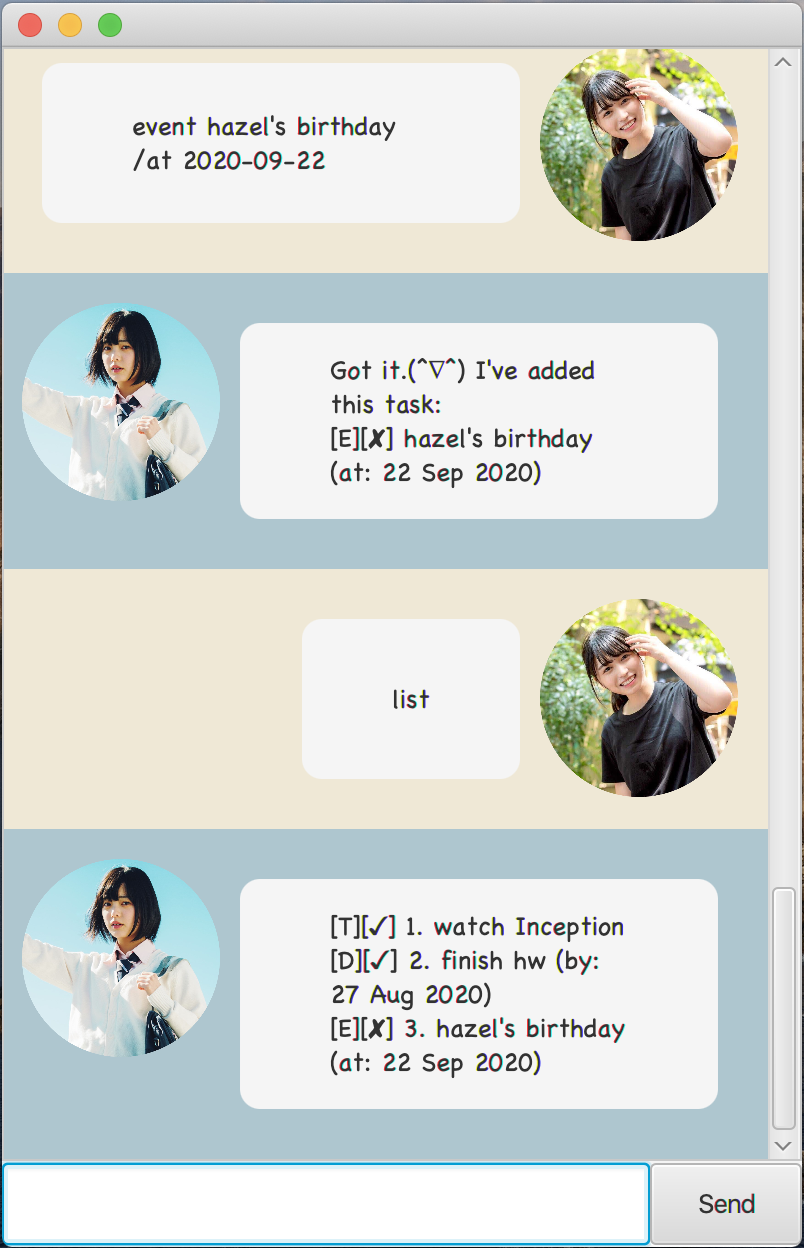 event hazel's birthday
/at 2020-09-22
Got it.(^∇^) I've added
this task:
[E][✘] hazel's birthday
(at: 22 Sep 2020)
list
[T][✓] 1. watch Inception
[D][✓] 2. finish hw (by:
27 Aug 2020)
[E][✘] 3. hazel's birthday
(at: 22 Sep 2020)
Send